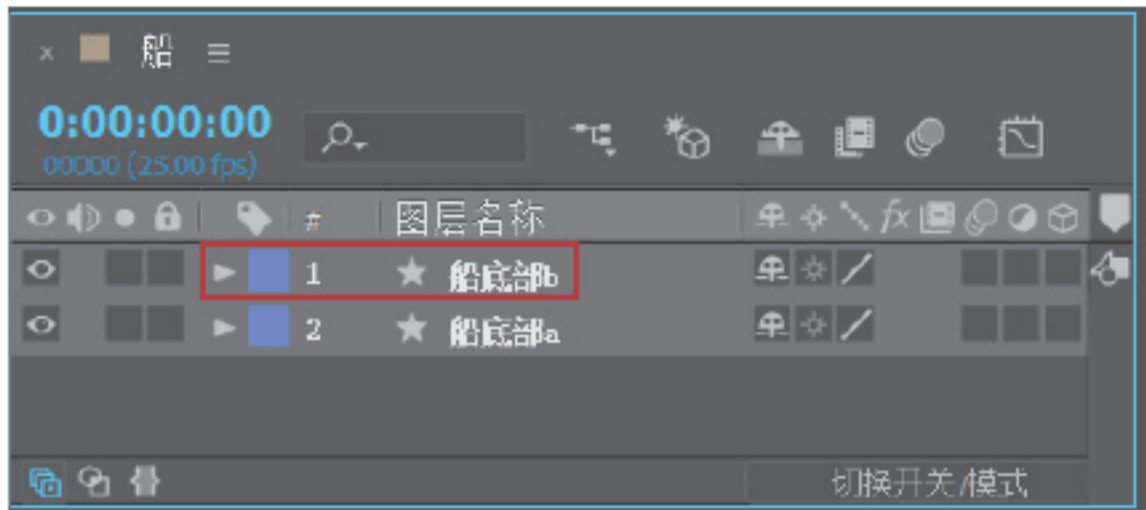 船
0:00:00:00
00000 (25.00 fps)
# 图层名称 fx
1 船底部b
2 船底部a
切换开关/模式